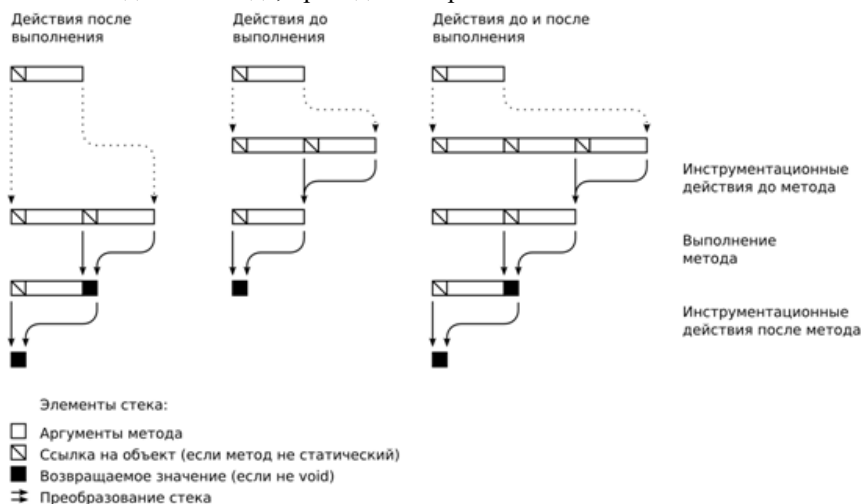 Действия после
выполнения
Действия до
выполнения
Действия до и после
выполнения
Инструментационные
действия до метода
Выполнение
метода
Инструментационные
действия после метода
Элементы стека:
Аргументы метода
Ссылка на объект (если метод не статический)
Возвращаемое значение (если не void)
Преобразование стека